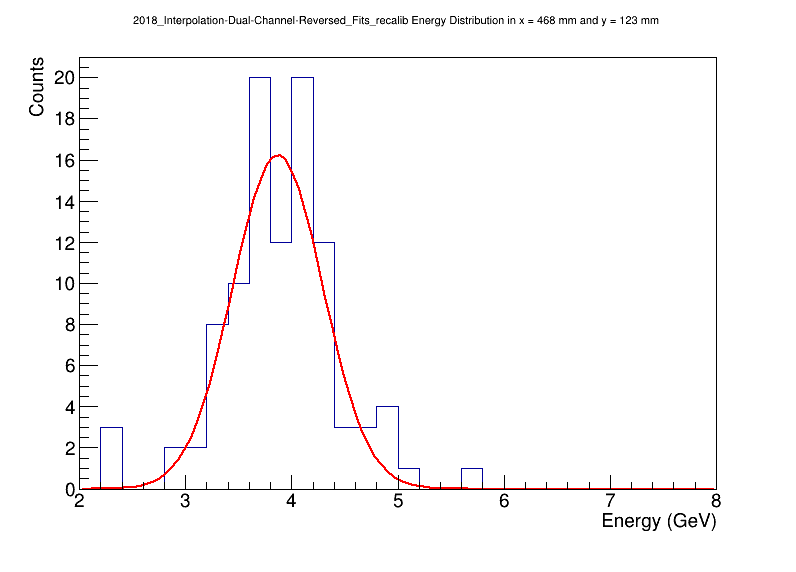 2018_Interpolation-Dual-Channel-Reversed_Fits_recalib Energy Distribution in x = 468 mm and y = 123 mm
Counts
20
18
16
14
12
10
8
6
4
2
0
2 3 4 5 6 7 8
Energy (GeV)